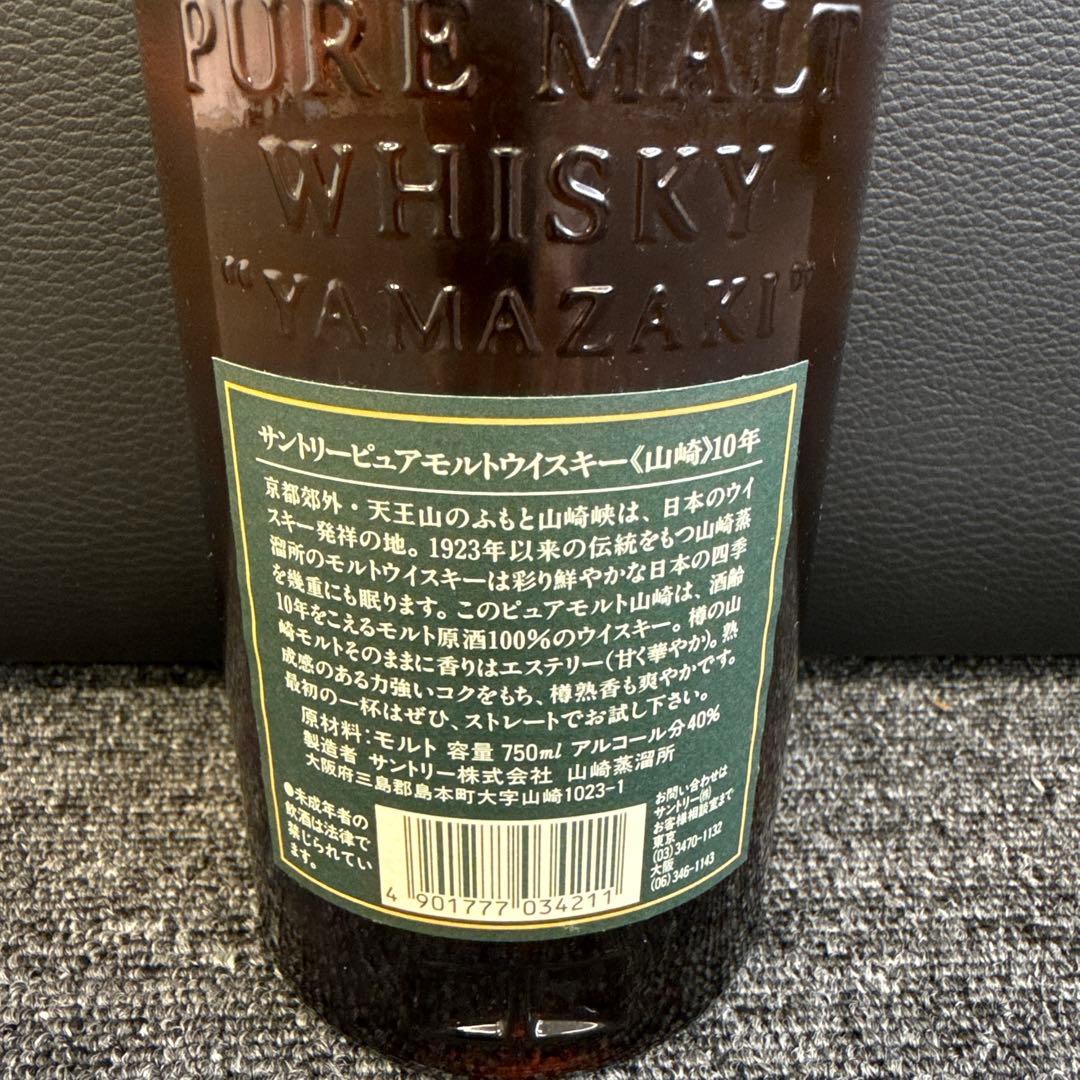 PURE MALT
WHISKY
"YAMAZAKI"
サントリーピュアモルトウイスキー《山崎》10年
京都郊外・天王山のふもと山崎峡は、日本のウイ
スキー発祥の地。1923年以来の伝統をもつ山崎蒸
溜所のモルトウイスキーは彩り鮮やかな日本の四季
を幾重にも眠ります。このピュアモルト山崎は、酒齢
10年をこえるモルト原酒100%のウイスキー。樽の山
崎モルトそのままに香りはエステリー(甘く華やか)。熟
成感のある力強いコクをもち、樽熟香も爽やかです。
最初の一杯はぜひ、ストレートでお試し下さい。
原材料:モルト 容量 750ml アルコール分40%
製造者 サントリー株式会社 山崎蒸溜所
大阪府三島郡島本町大字山崎1023-1
●未成年者の
飲酒は法律で
禁じられてい
ます。
4 901777 034211
お問い合わせは
サントリー㈱
お客様相談室まで
東京
(03)3470-1132
大阪
(06)346-1143